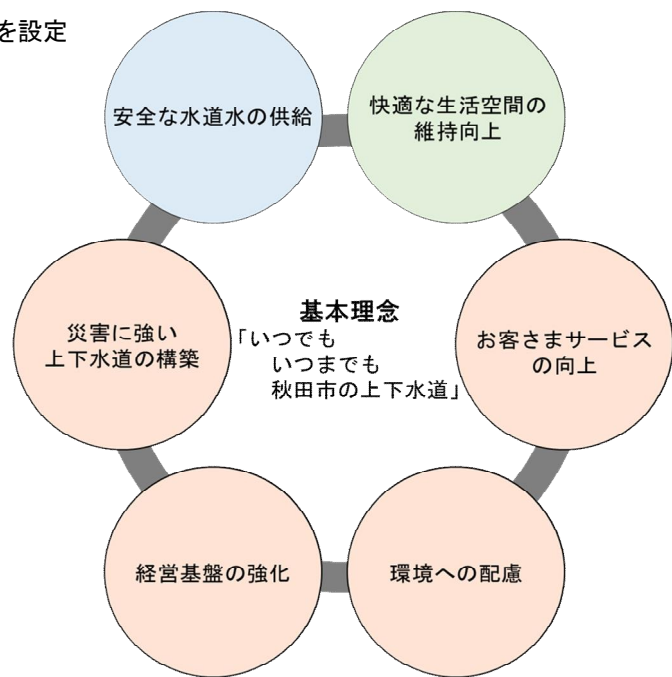 を設定
安全な水道水の供給
快適な生活空間の
維持向上
災害に強い
上下水道の構築
基本理念
「いつでも
いつまでも
秋田市の上下水道」
お客さまサービス
の向上
経営基盤の強化
環境への配慮